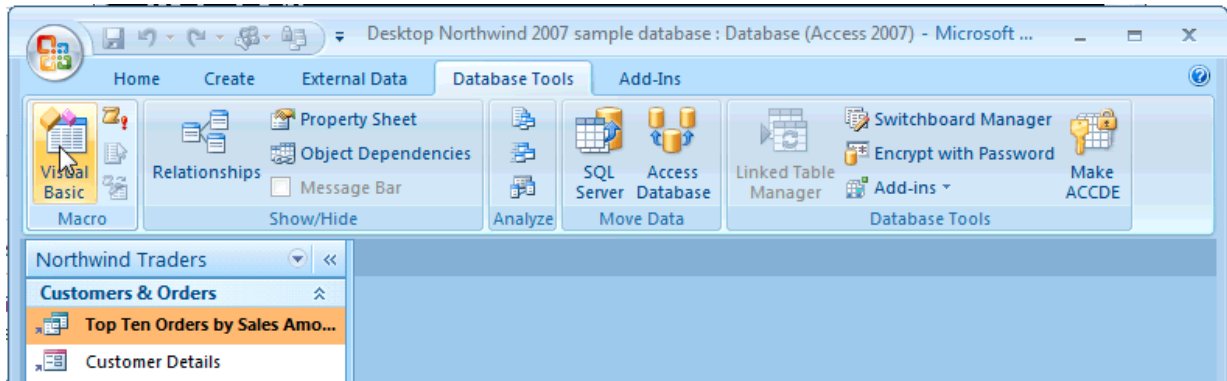 Desktop Northwind 2007 sample database : Database (Access 2007) - Microsoft ...
Home Create External Data Database Tools Add-Ins
Visual Basic
Macro
Relationships
Property Sheet
Object Dependencies
Message Bar
Show/Hide
Analyze
SQL Server
Access Database
Move Data
Linked Table Manager
Switchboard Manager
Encrypt with Password
Add-ins
Make ACCDE
Database Tools
Northwind Traders
Customers & Orders
Top Ten Orders by Sales Amo...
Customer Details